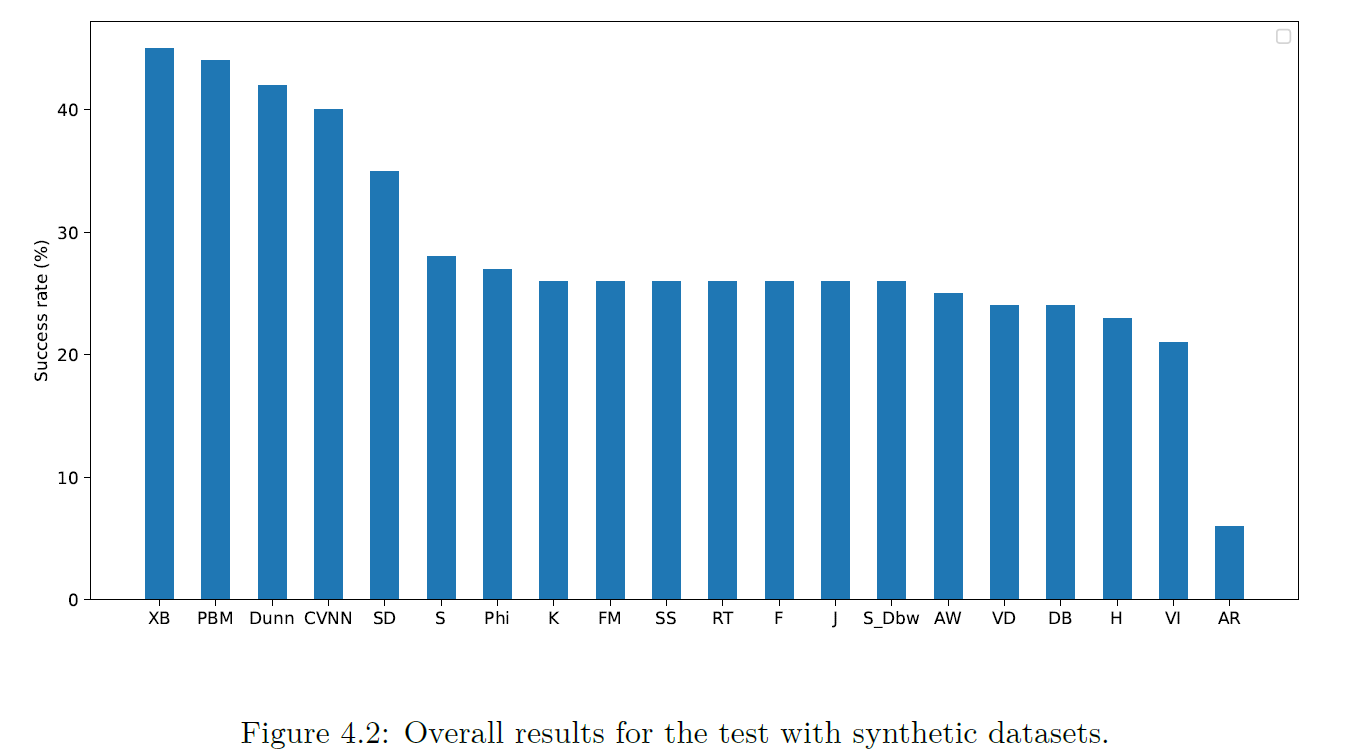 40
30
20
10
0
Success rate (%)
XB PBM Dunn CVNN SD S Phi K FM SS RT F J S_Dbw AW VD DB H VI AR
Figure 4.2: Overall results for the test with synthetic datasets.